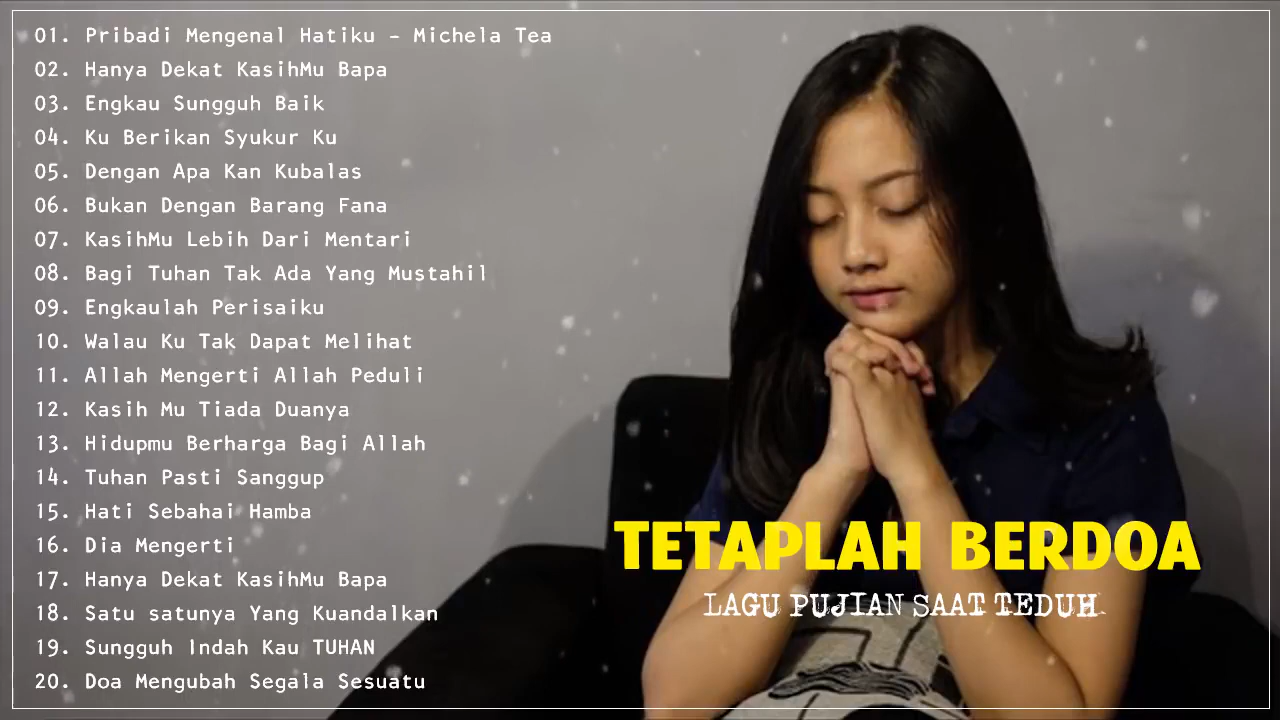 01. Pribadi Mengenal Hatiku - Michela Tea
02. Hanya Dekat KasihMu Bapa
03. Engkau Sungguh Baik
04. Ku Berikan Syukur Ku
05. Dengan Apa Kan Kubalas
06. Bukan Dengan Barang Fana
07. KasihMu Lebih Dari Mentari
08. Bagi Tuhan Tak Ada Yang Mustahil
09. Engkaulah Perisaiku
10. Walau Ku Tak Dapat Melihat
11. Allah Mengerti Allah Peduli
12. Kasih Mu Tiada Duanya
13. Hidupmu Berharga Bagi Allah
14. Tuhan Pasti Sanggup
15. Hati Sebahai Hamba
16. Dia Mengerti
17. Hanya Dekat KasihMu Bapa
18. Satu satunya Yang Kuandalkan
19. Sungguh Indah Kau TUHAN
20. Doa Mengubah Segala Sesuatu
TETAPLAH BERDOA
LAGU PUJIAN SAAT TEDUH